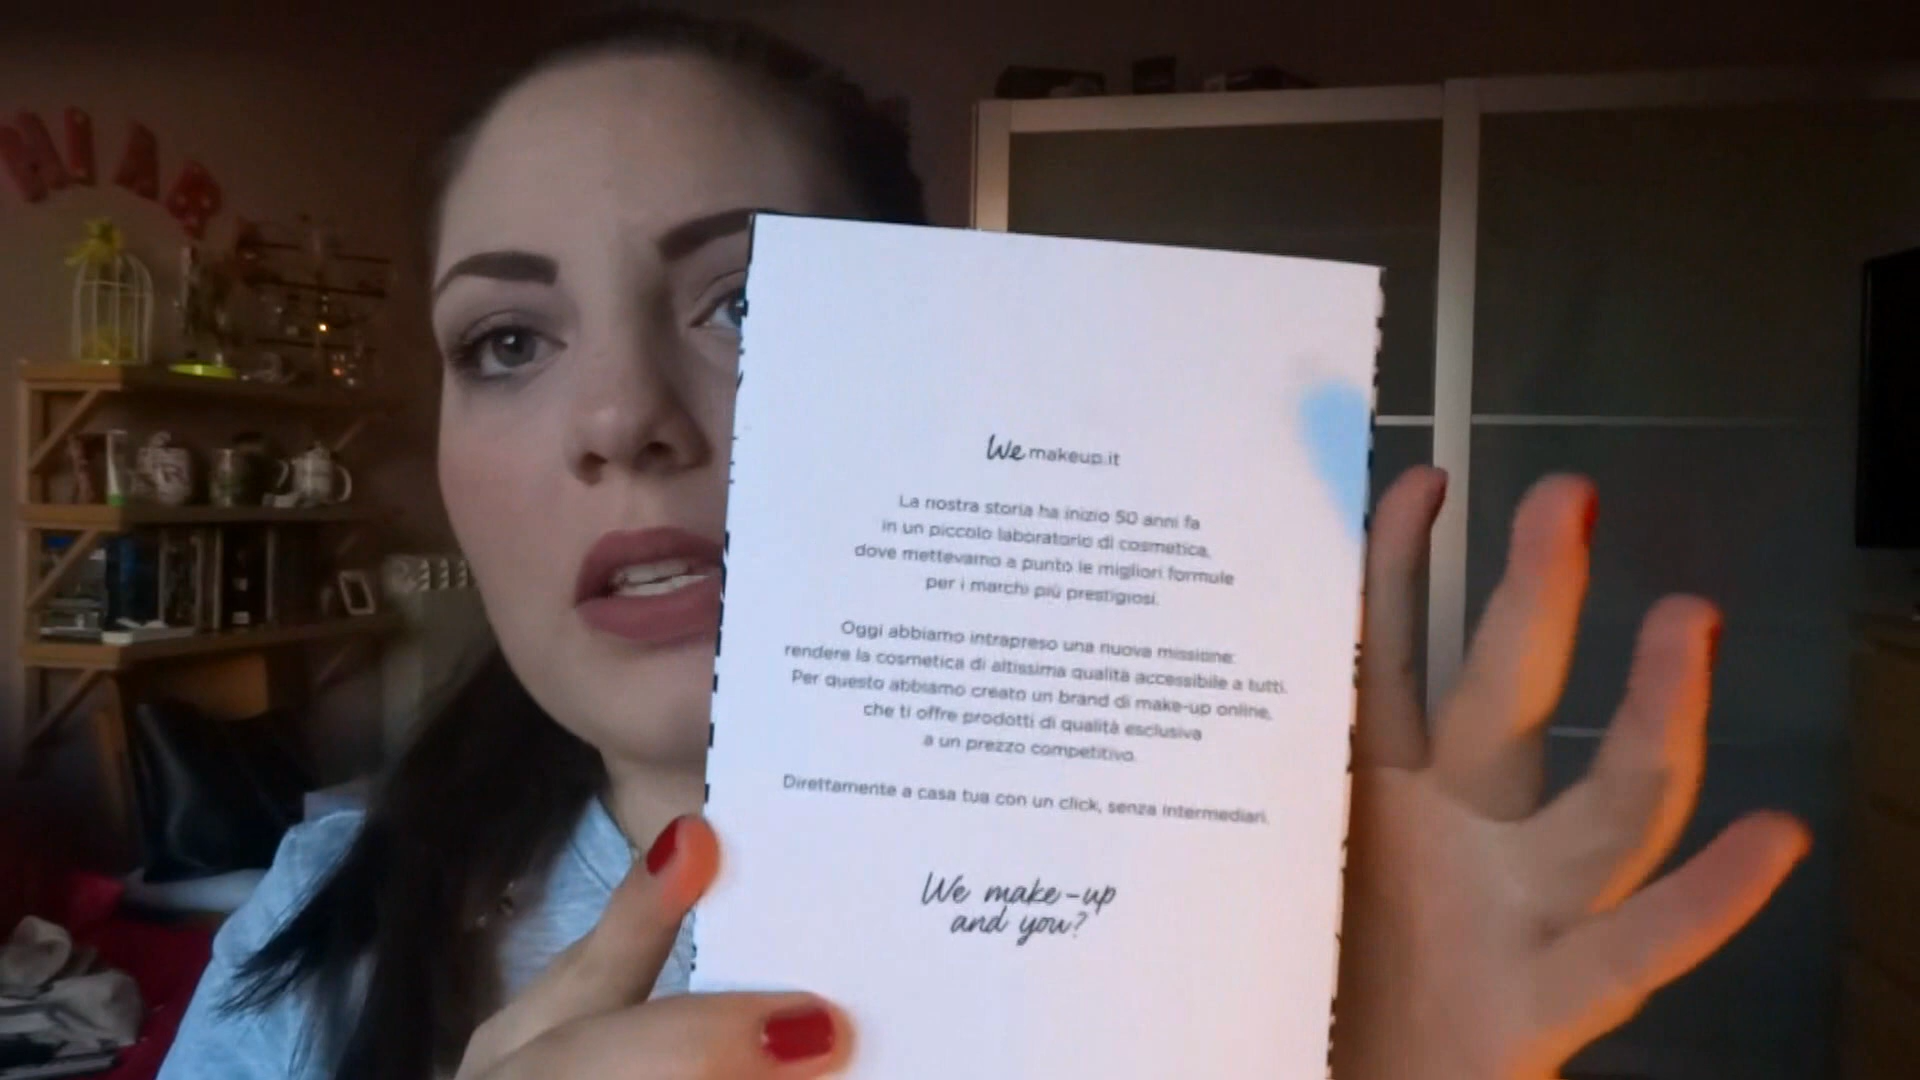 We makeup.it
La nostra storia ha inizio 50 anni fa
in un piccolo laboratorio di cosmetica,
dove mettevamo a punto le migliori formule
per i marchi più prestigiosi.
Oggi abbiamo intrapreso una nuova missione:
rendere la cosmetica di altissima qualità accessibile a tutti.
Per questo abbiamo creato un brand di make-up online,
che ti offre prodotti di qualità esclusiva
a un prezzo competitivo.
Direttamente a casa tua con un click, senza intermediari.
We make-up
and you?